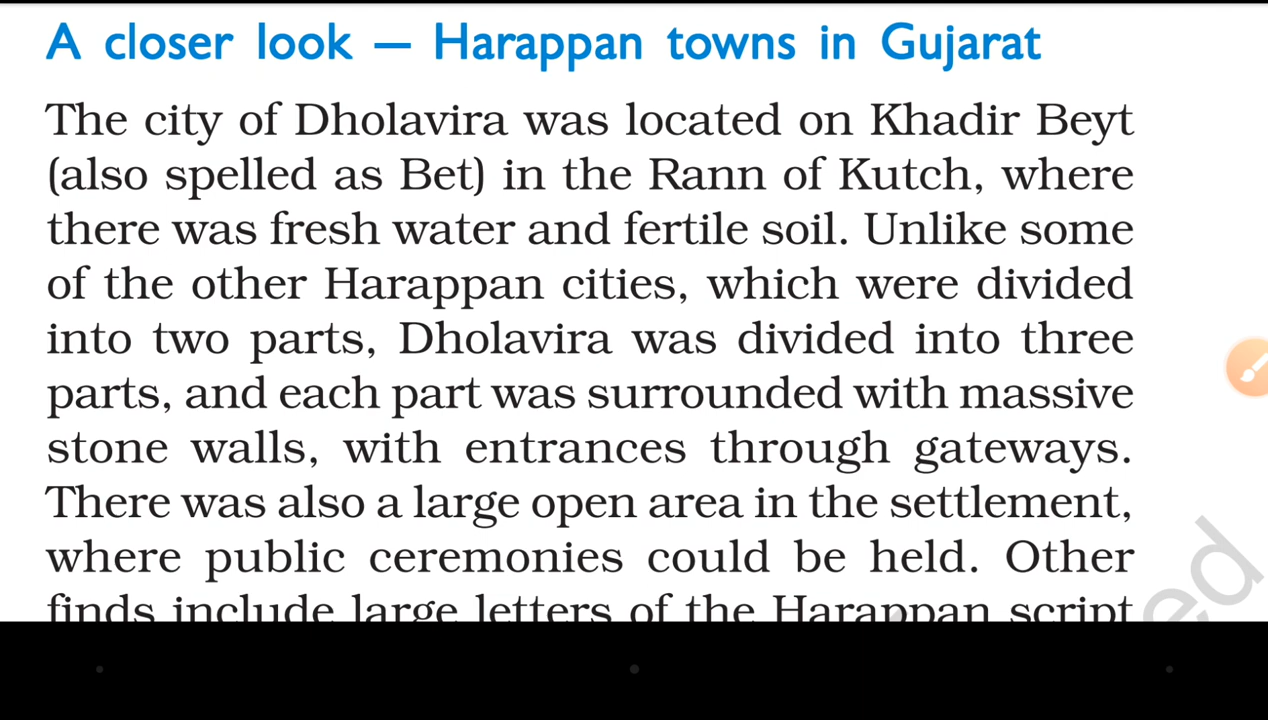 A closer look — Harappan towns in Gujarat
The city of Dholavira was located on Khadir Beyt
(also spelled as Bet) in the Rann of Kutch, where
there was fresh water and fertile soil. Unlike some
of the other Harappan cities, which were divided
into two parts, Dholavira was divided into three
parts, and each part was surrounded with massive
stone walls, with entrances through gateways.
There was also a large open area in the settlement,
where public ceremonies could be held. Other
finds include large letters of the Harappan script
ed